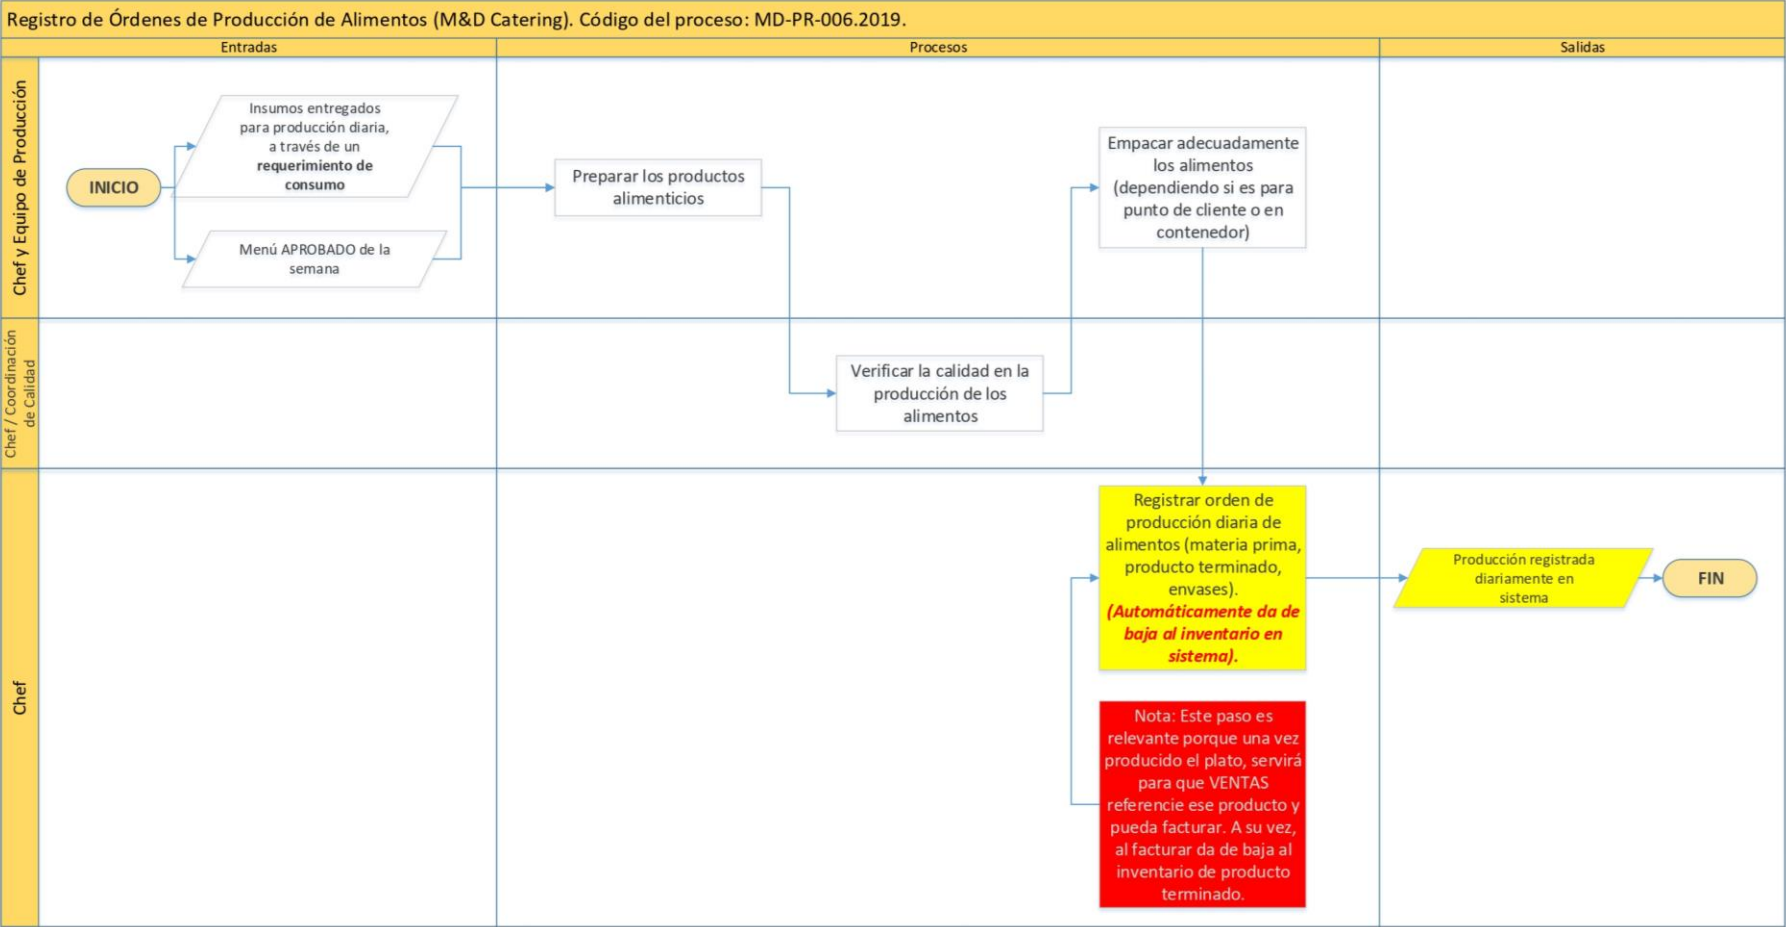 Registro de Órdenes de Producción de Alimentos (M&D Catering). Código del proceso: MD-PR-006.2019.
Entradas
Procesos
Salidas
Chef y Equipo de Producción
INICIO
Insumos entregados
para producción diaria,
a través de un
requerimiento de
consumo
Menú APROBADO de la
semana
Preparar los productos
alimenticios
Empacar adecuadamente
los alimentos
(dependiendo si es para
punto de cliente o en
contenedor)
Chef / Coordinación
de Calidad
Verificar la calidad en la
producción de los
alimentos
Chef
Registrar orden de
producción diaria de
alimentos (materia prima,
producto terminado,
envases).
(Automáticamente da de
baja al inventario en
sistema).
Producción registrada
diariamente en
sistema
FIN
Nota: Este paso es
relevante porque una vez
producido el plato, servirá
para que VENTAS
referencie ese producto y
pueda facturar. A su vez,
al facturar da de baja al
inventario de producto
terminado.